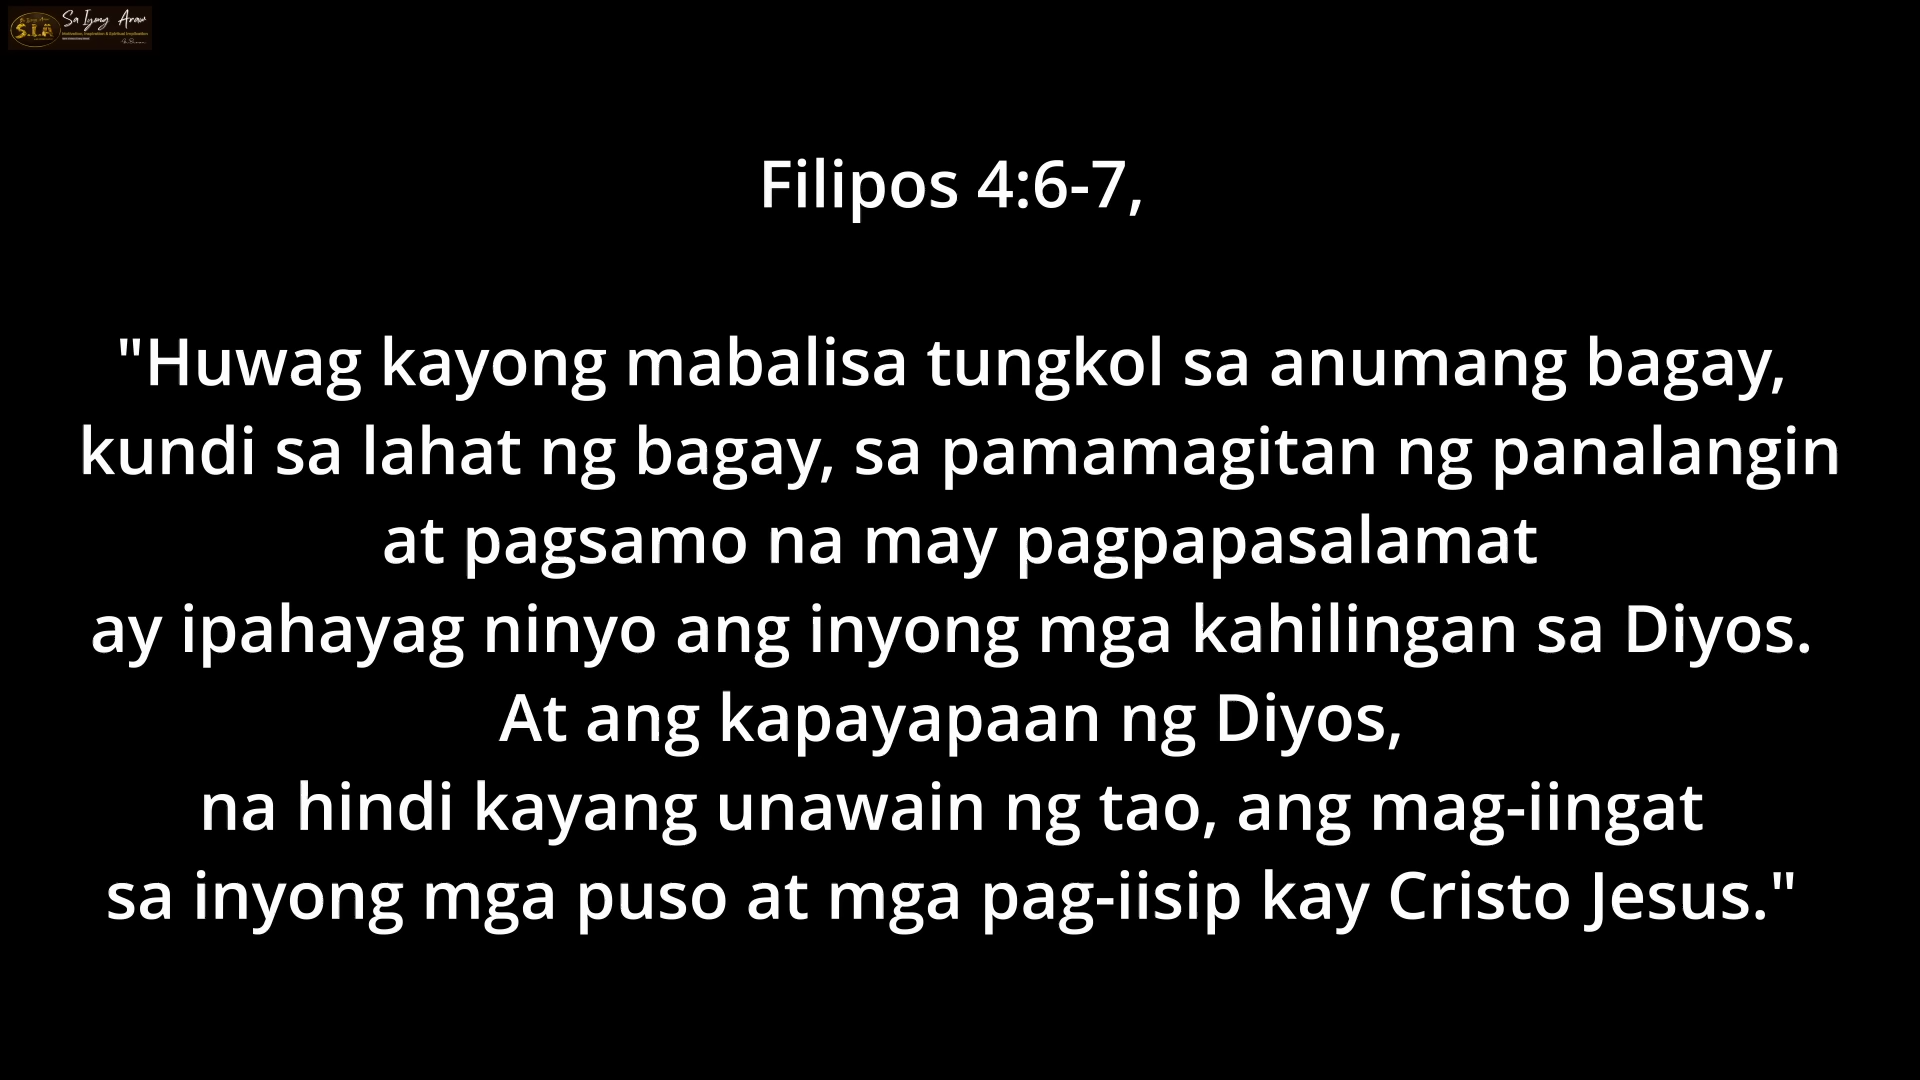 S.I.A
Sa Iyong Araw
Filipos 4:6-7,
"Huwag kayong mabalisa tungkol sa anumang bagay,
kundi sa lahat ng bagay, sa pamamagitan ng panalangin
at pagsamo na may pagpapasalamat
ay ipahayag ninyo ang inyong mga kahilingan sa Diyos.
At ang kapayapaan ng Diyos,
na hindi kayang unawain ng tao, ang mag-iingat
sa inyong mga puso at mga pag-iisip kay Cristo Jesus."